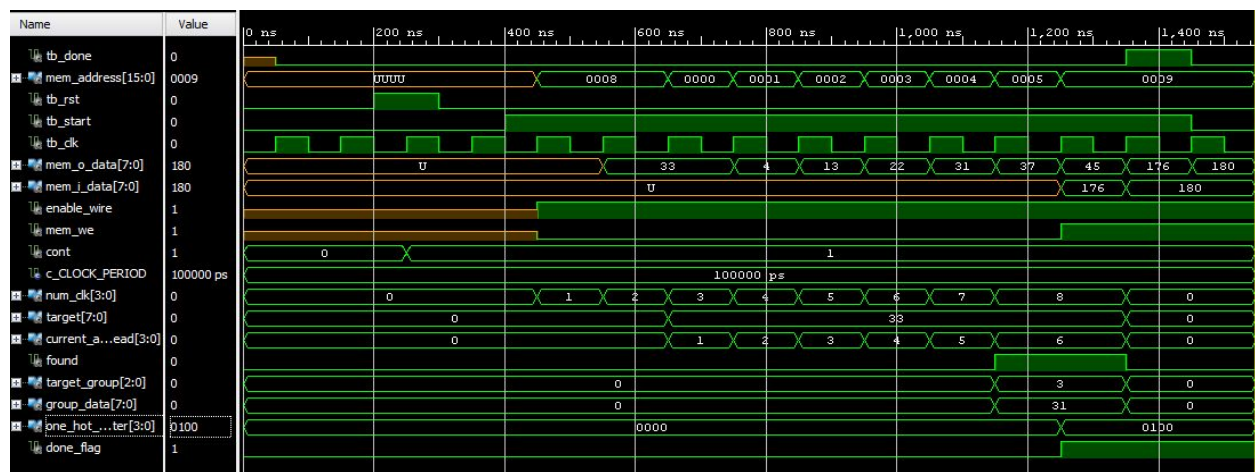 Name Value 0 ns 200 ns 400 ns 600 ns 800 ns 1,000 ns 1,200 ns 1,400 ns
tb_done 0
mem_address[15:0] 0009 UUUU 0008 0000 0001 0002 0003 0004 0005 0009
tb_rst 0
tb_start 0
tb_clk 0
mem_o_data[7:0] 180 U 33 4 13 22 31 37 45 176 180
mem_i_data[7:0] 180 U 176 180
enable_wire 1
mem_we 1
cont 1 0 1
c_CLOCK_PERIOD 100000 ps 100000 ps
num_clk[3:0] 0 0 1 2 3 4 5 6 7 8 0
target[7:0] 0 0 33 0
current_a...ead[3:0] 0 0 1 2 3 4 5 6 0
found 0
target_group[2:0] 0 0 3 0
group_data[7:0] 0 0 31 0
one_hot_...ter[3:0] 0100 0000 0100
done_flag 1